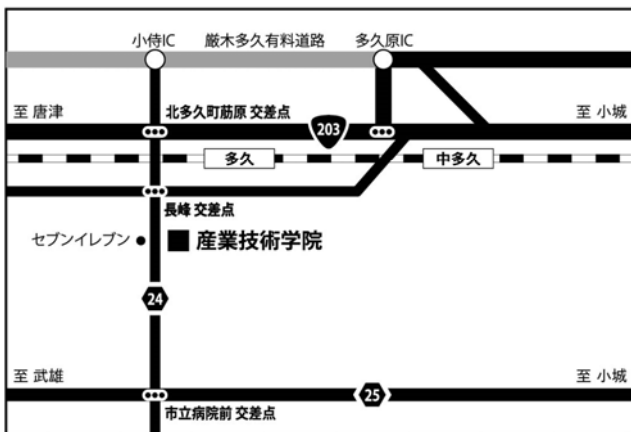 小侍IC
厳木多久有料道路
多久原IC
至 唐津
北多久町筋原 交差点
至 小城
203
多久
中多久
長峰 交差点
セブンイレブン
産業技術学院
24
至 武雄
至 小城
25
市立病院前 交差点